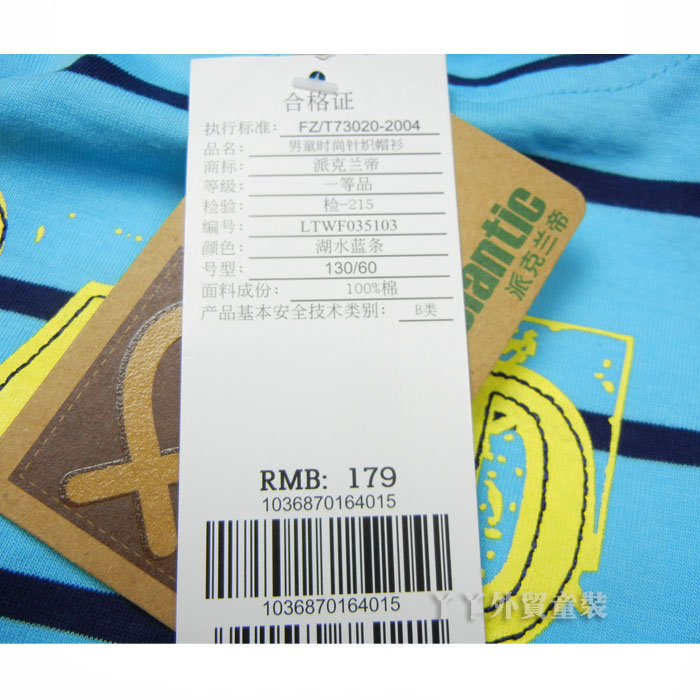 合格证
执行标准: FZ/T73020-2004
品名: 男童时尚针织帽衫
商标: 派克兰帝
等级: 一等品
检验: 检-215
编号: LTWF035103
颜色: 湖水蓝条
号型: 130/60
面料成份: 100%棉
产品基本安全技术类别: B类
RMB: 179
1036870164015
1036870164015
派克兰帝
丫丫外貿童裝